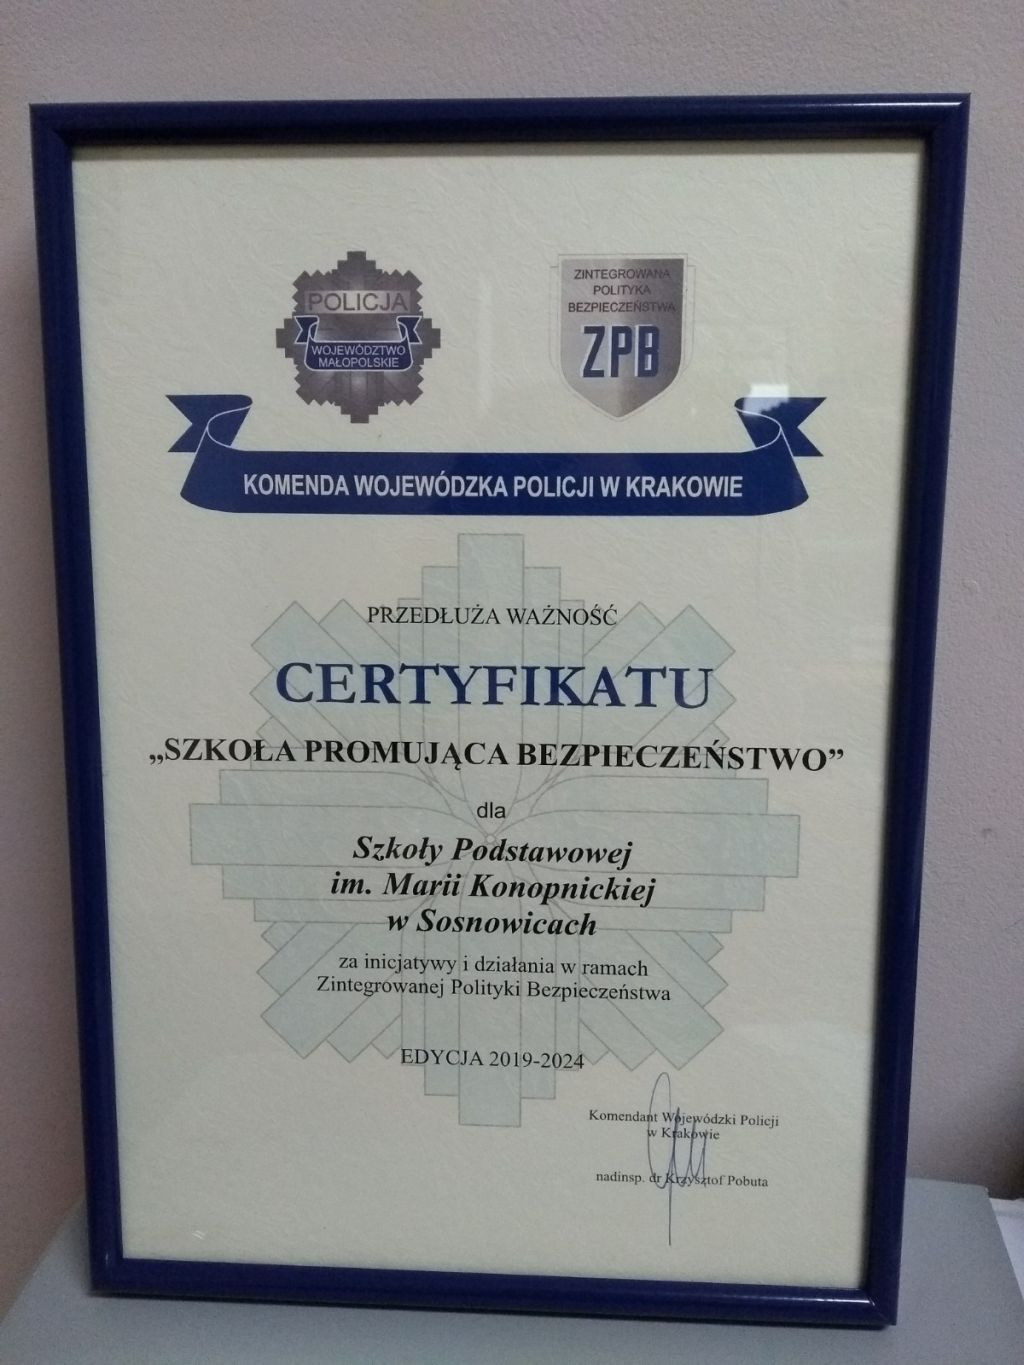 POLICJA
WOJEWÓDZTWO
MAŁOPOLSKIE
ZINTEGROWANA
POLITYKA
BEZPIECZEŃSTWA
ZPB
KOMENDA WOJEWÓDZKA POLICJI W KRAKOWIE
PRZEDŁUŻA WAŻNOŚĆ
CERTYFIKATU
„SZKOŁA PROMUJĄCA BEZPIECZEŃSTWO”
dla
Szkoły Podstawowej
im. Marii Konopnickiej
w Sosnowicach
za inicjatywy i działania w ramach
Zintegrowanej Polityki Bezpieczeństwa
EDYCJA 2019-2024
Komendant Wojewódzki Policji
w Krakowie
nadinsp. dr Krzysztof Pobuta